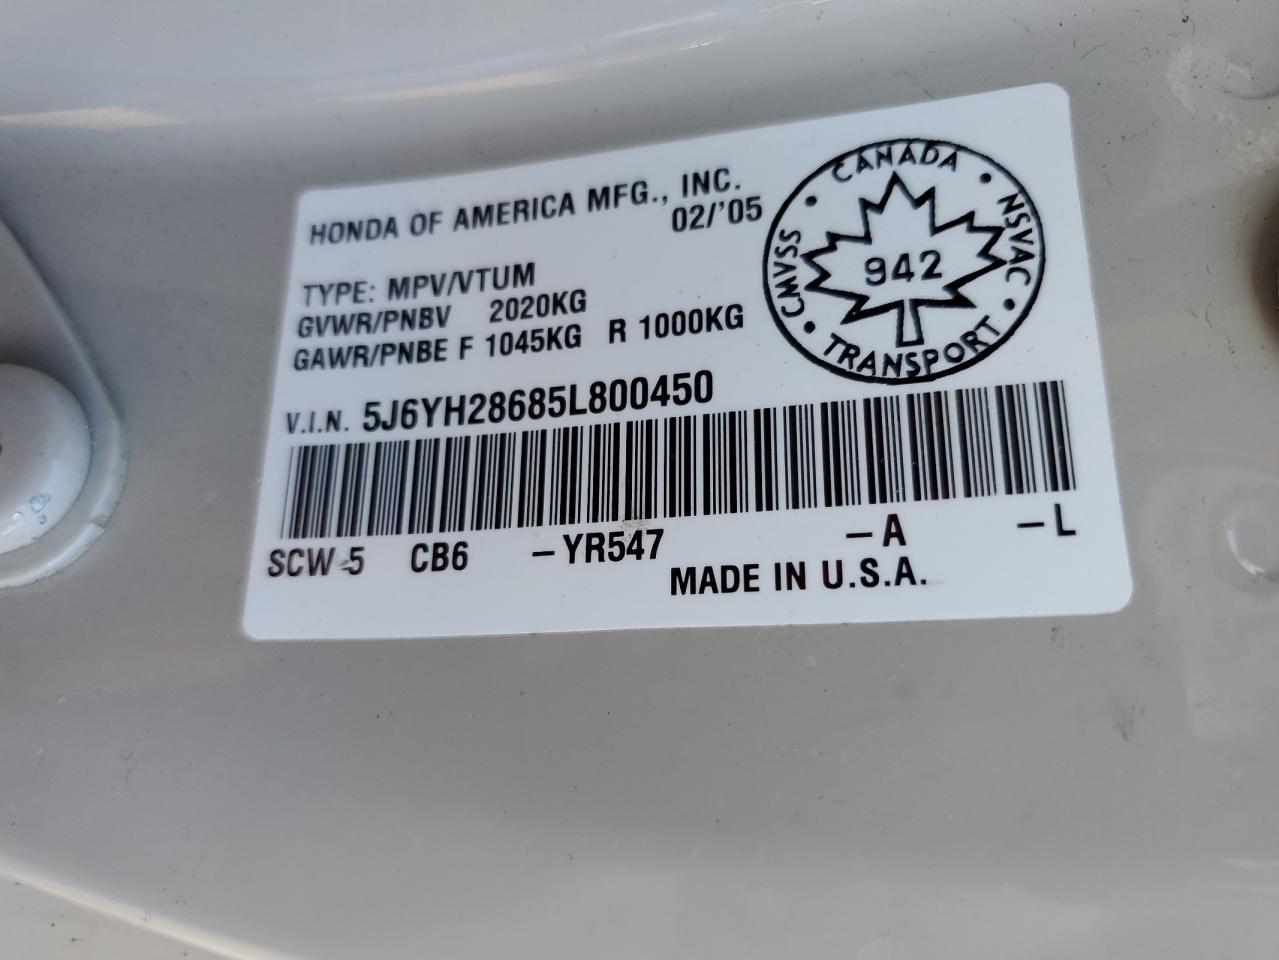 HONDA OF AMERICA MFG., INC.
02/'05
TYPE: MPV/VTUM
GVWR/PNBV 2020KG
GAWR/PNBE F 1045KG R 1000KG
CANADA • NSVAC • TRANSPORT • CMVSS •
942
V.I.N. 5J6YH28685L800450
SCW-5 CB6 -YR547 -A -L
MADE IN U.S.A.